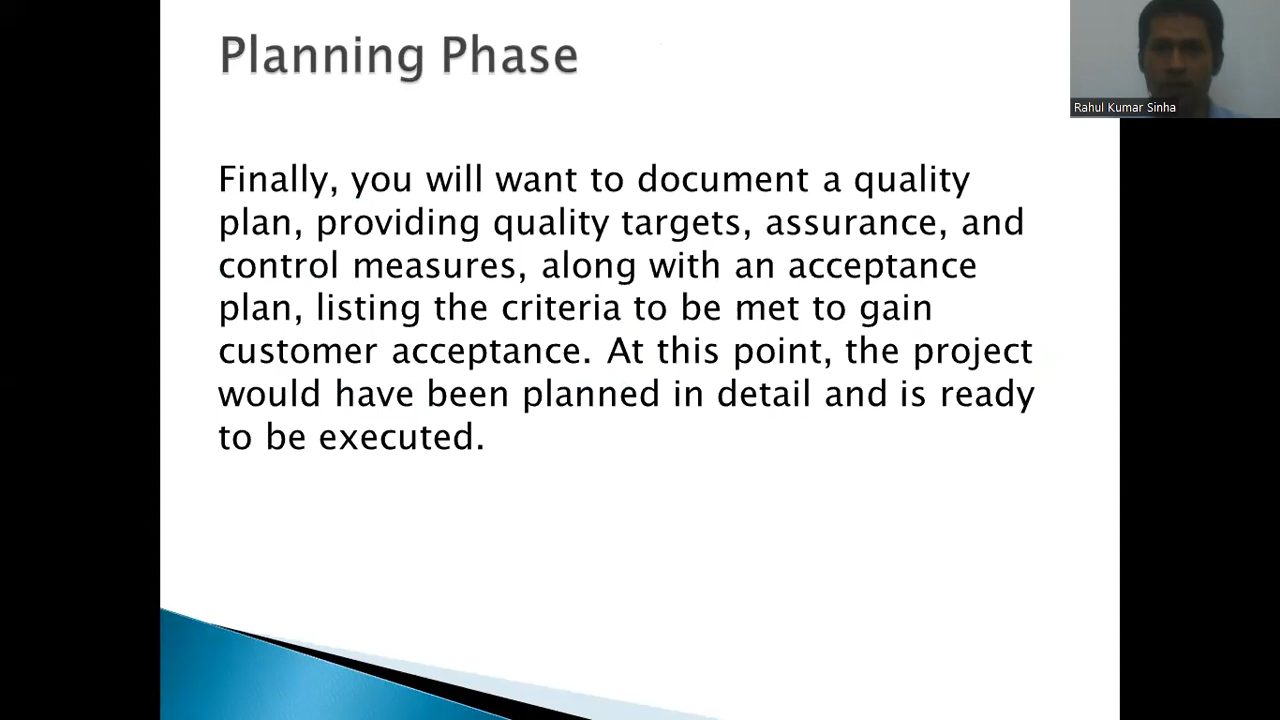 Planning Phase
Rahul Kumar Sinha
Finally, you will want to document a quality
plan, providing quality targets, assurance, and
control measures, along with an acceptance
plan, listing the criteria to be met to gain
customer acceptance. At this point, the project
would have been planned in detail and is ready
to be executed.